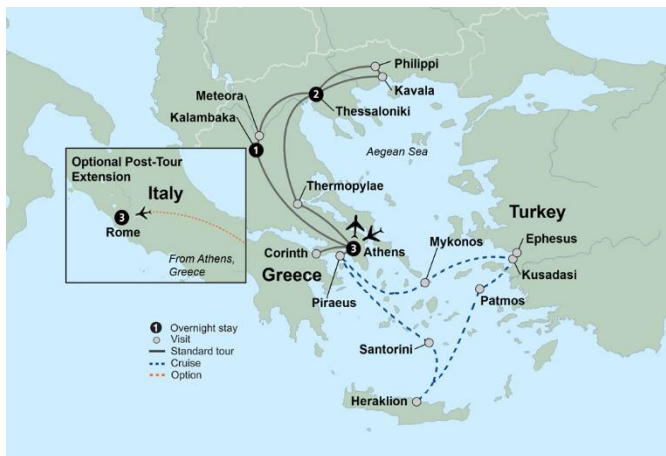 Philippi
Kavala
Meteora
2
Thessaloniki
Kalambaka
1
Aegean Sea
Optional Post-Tour
Extension
Italy
3
Rome
From Athens,
Greece
Thermopylae
Turkey
Corinth
3
Athens
Mykonos
Ephesus
Kusadasi
Greece
Piraeus
Patmos
Santorini
Heraklion
1 Overnight stay
Visit
Standard tour
Cruise
Option